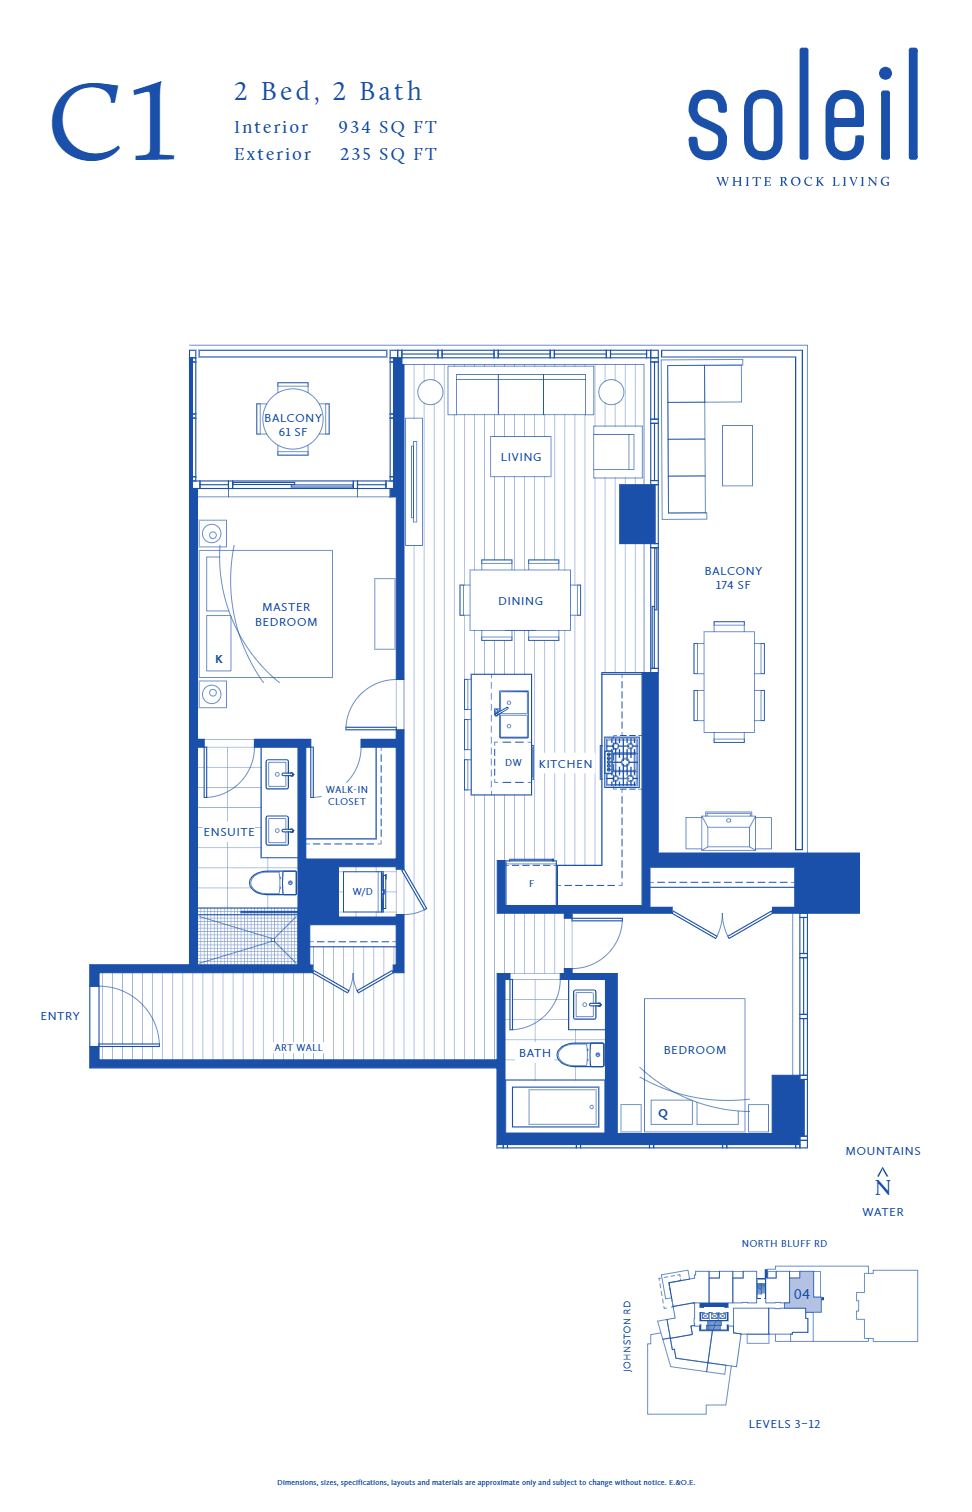 C1
2 Bed, 2 Bath
Interior 934 SQ FT
Exterior 235 SQ FT
soleil
WHITE ROCK LIVING
BALCONY
61 SF
LIVING
BALCONY
174 SF
DINING
MASTER
BEDROOM
K
DW
KITCHEN
WALK-IN
CLOSET
ENSUITE
W/D
F
ENTRY
ART WALL
BATH
BEDROOM
Q
MOUNTAINS
N
WATER
NORTH BLUFF RD
04
JOHNSTON RD
LEVELS 3–12
Dimensions, sizes, specifications, layouts and materials are approximate only and subject to change without notice. E.&O.E.